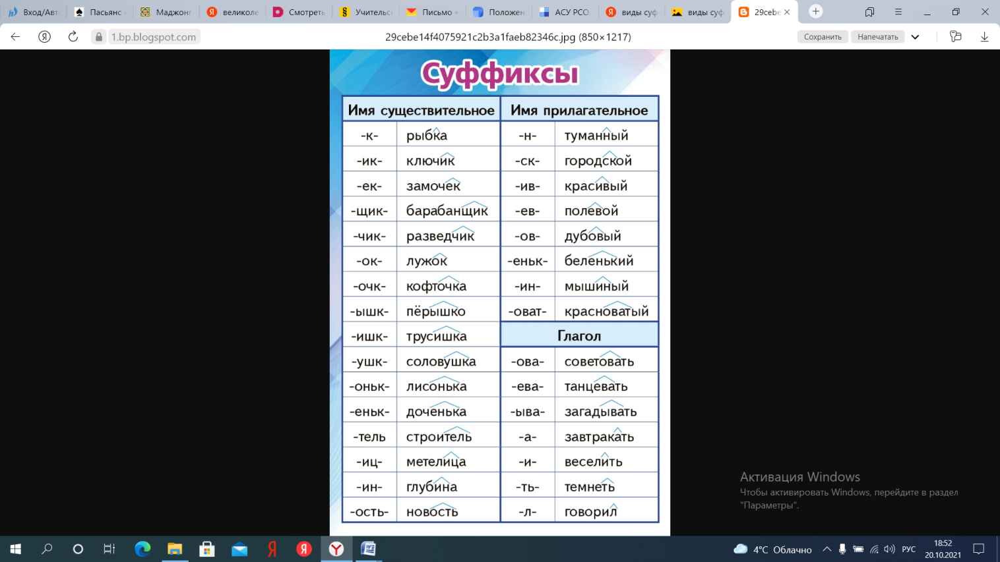 Вход/Авто
Пасьянс
Маджонг
великоле
Смотреть
Учительс
Письмо «
Положен
АСУ РСО.
виды суф
виды суф
29cebe
1.bp.blogspot.com
29cebe14f4075921c2b3a1faeb82346c.jpg (850×1217)
Сохранить
Напечатать
Суффиксы
Имя существительное Имя прилагательное
-к- рыбка -н- туманный
-ик- ключик -ск- городской
-ек- замочек -ив- красивый
-щик- барабанщик -ев- полевой
-чик- разведчик -ов- дубовый
-ок- лужок -еньк- беленький
-очк- кофточка -ин- мышиный
-ышк- пёрышко -оват- красноватый
-ишк- трусишка Глагол
-ушк- соловушка -ова- советовать
-оньк- лисонька -ева- танцевать
-еньк- доченька -ыва- загадывать
-тель строитель -а- завтракать
-иц- метелица -и- веселить
-ин- глубина -ть- темнеть
-ость- новость -л- говорил
Активация Windows
Чтобы активировать Windows, перейдите в раздел
"Параметры".
4°C Облачно
РУС
18:52
20.10.2021